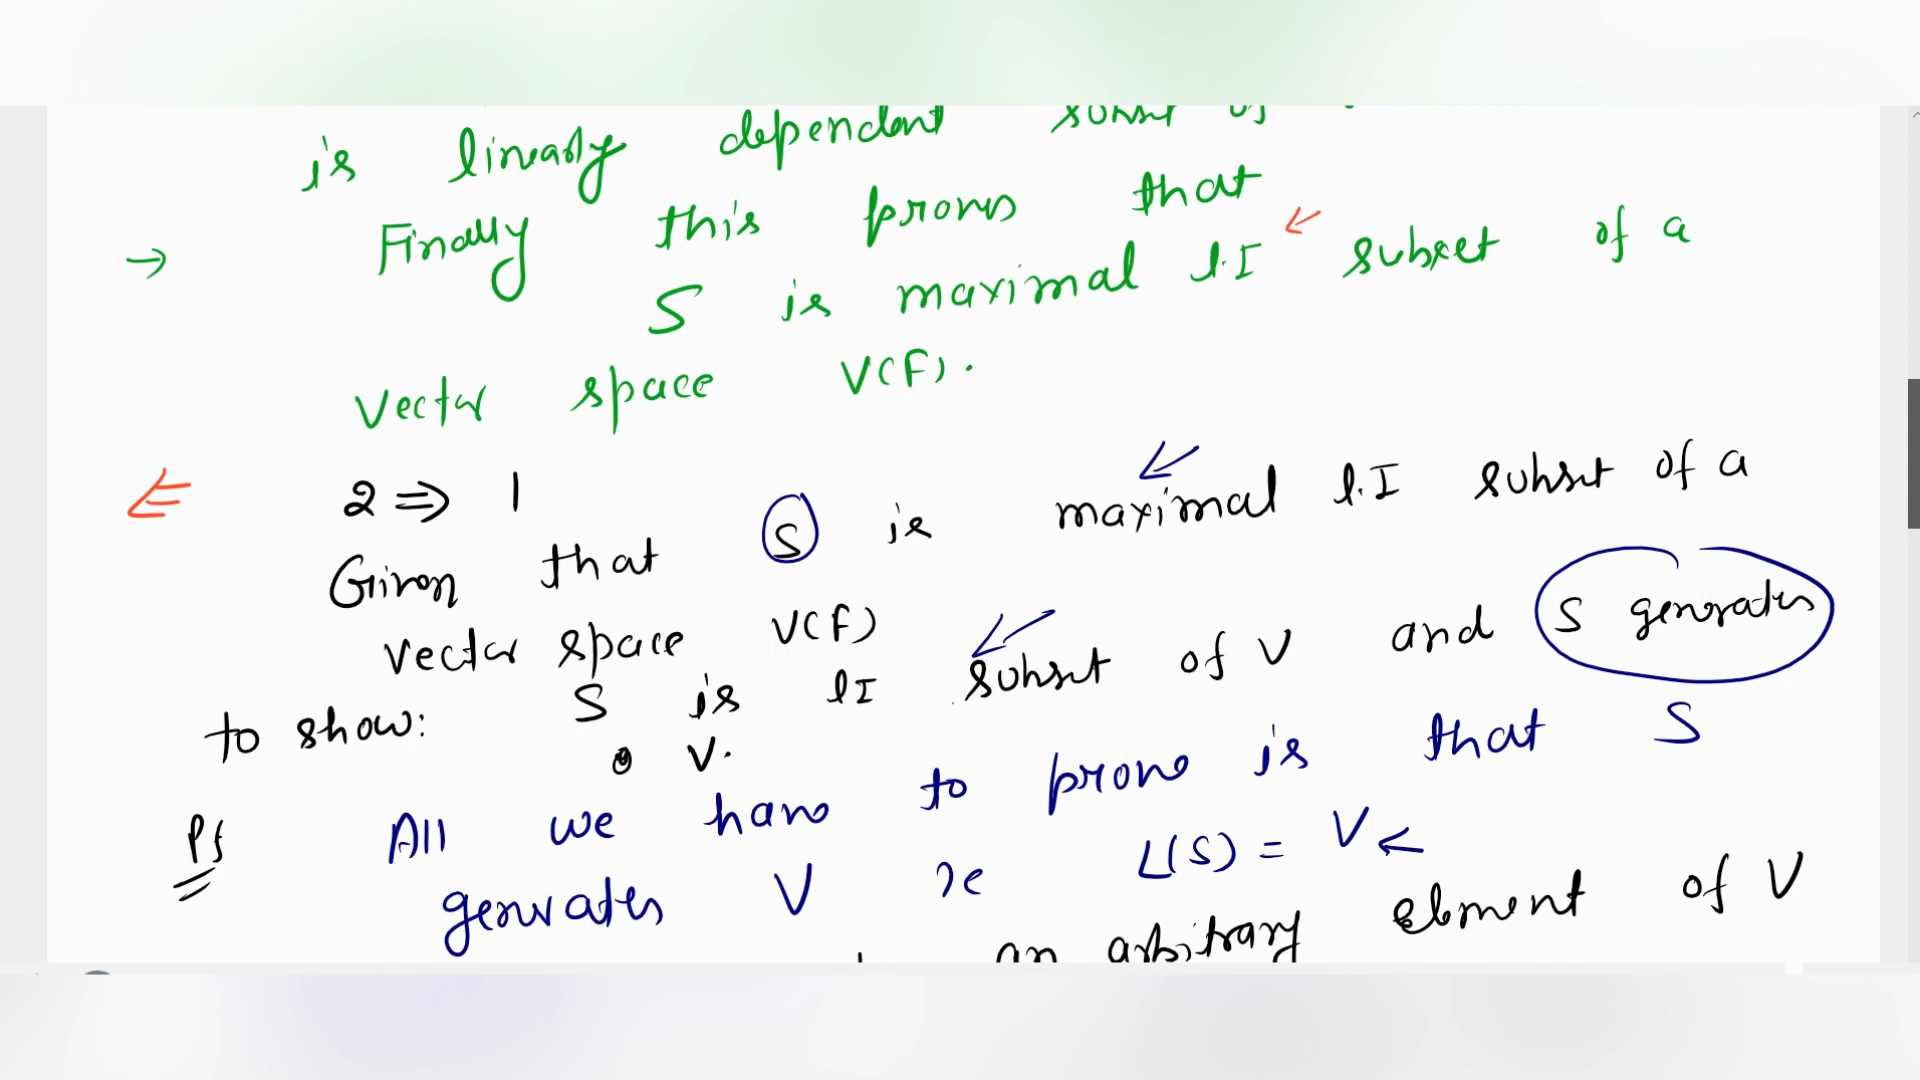 is linearly dependent subset of
→ Finally this proves that
S is maximal l.I subset of a
vector space V(F).
2 ⇒ 1
Given that S is maximal l.I subset of a
vector space V(F)
to show: S is lI subset of V and S generates
V.
Pf All we have to prove is that S
generates V ie L(S) = V
an arbitrary element of V